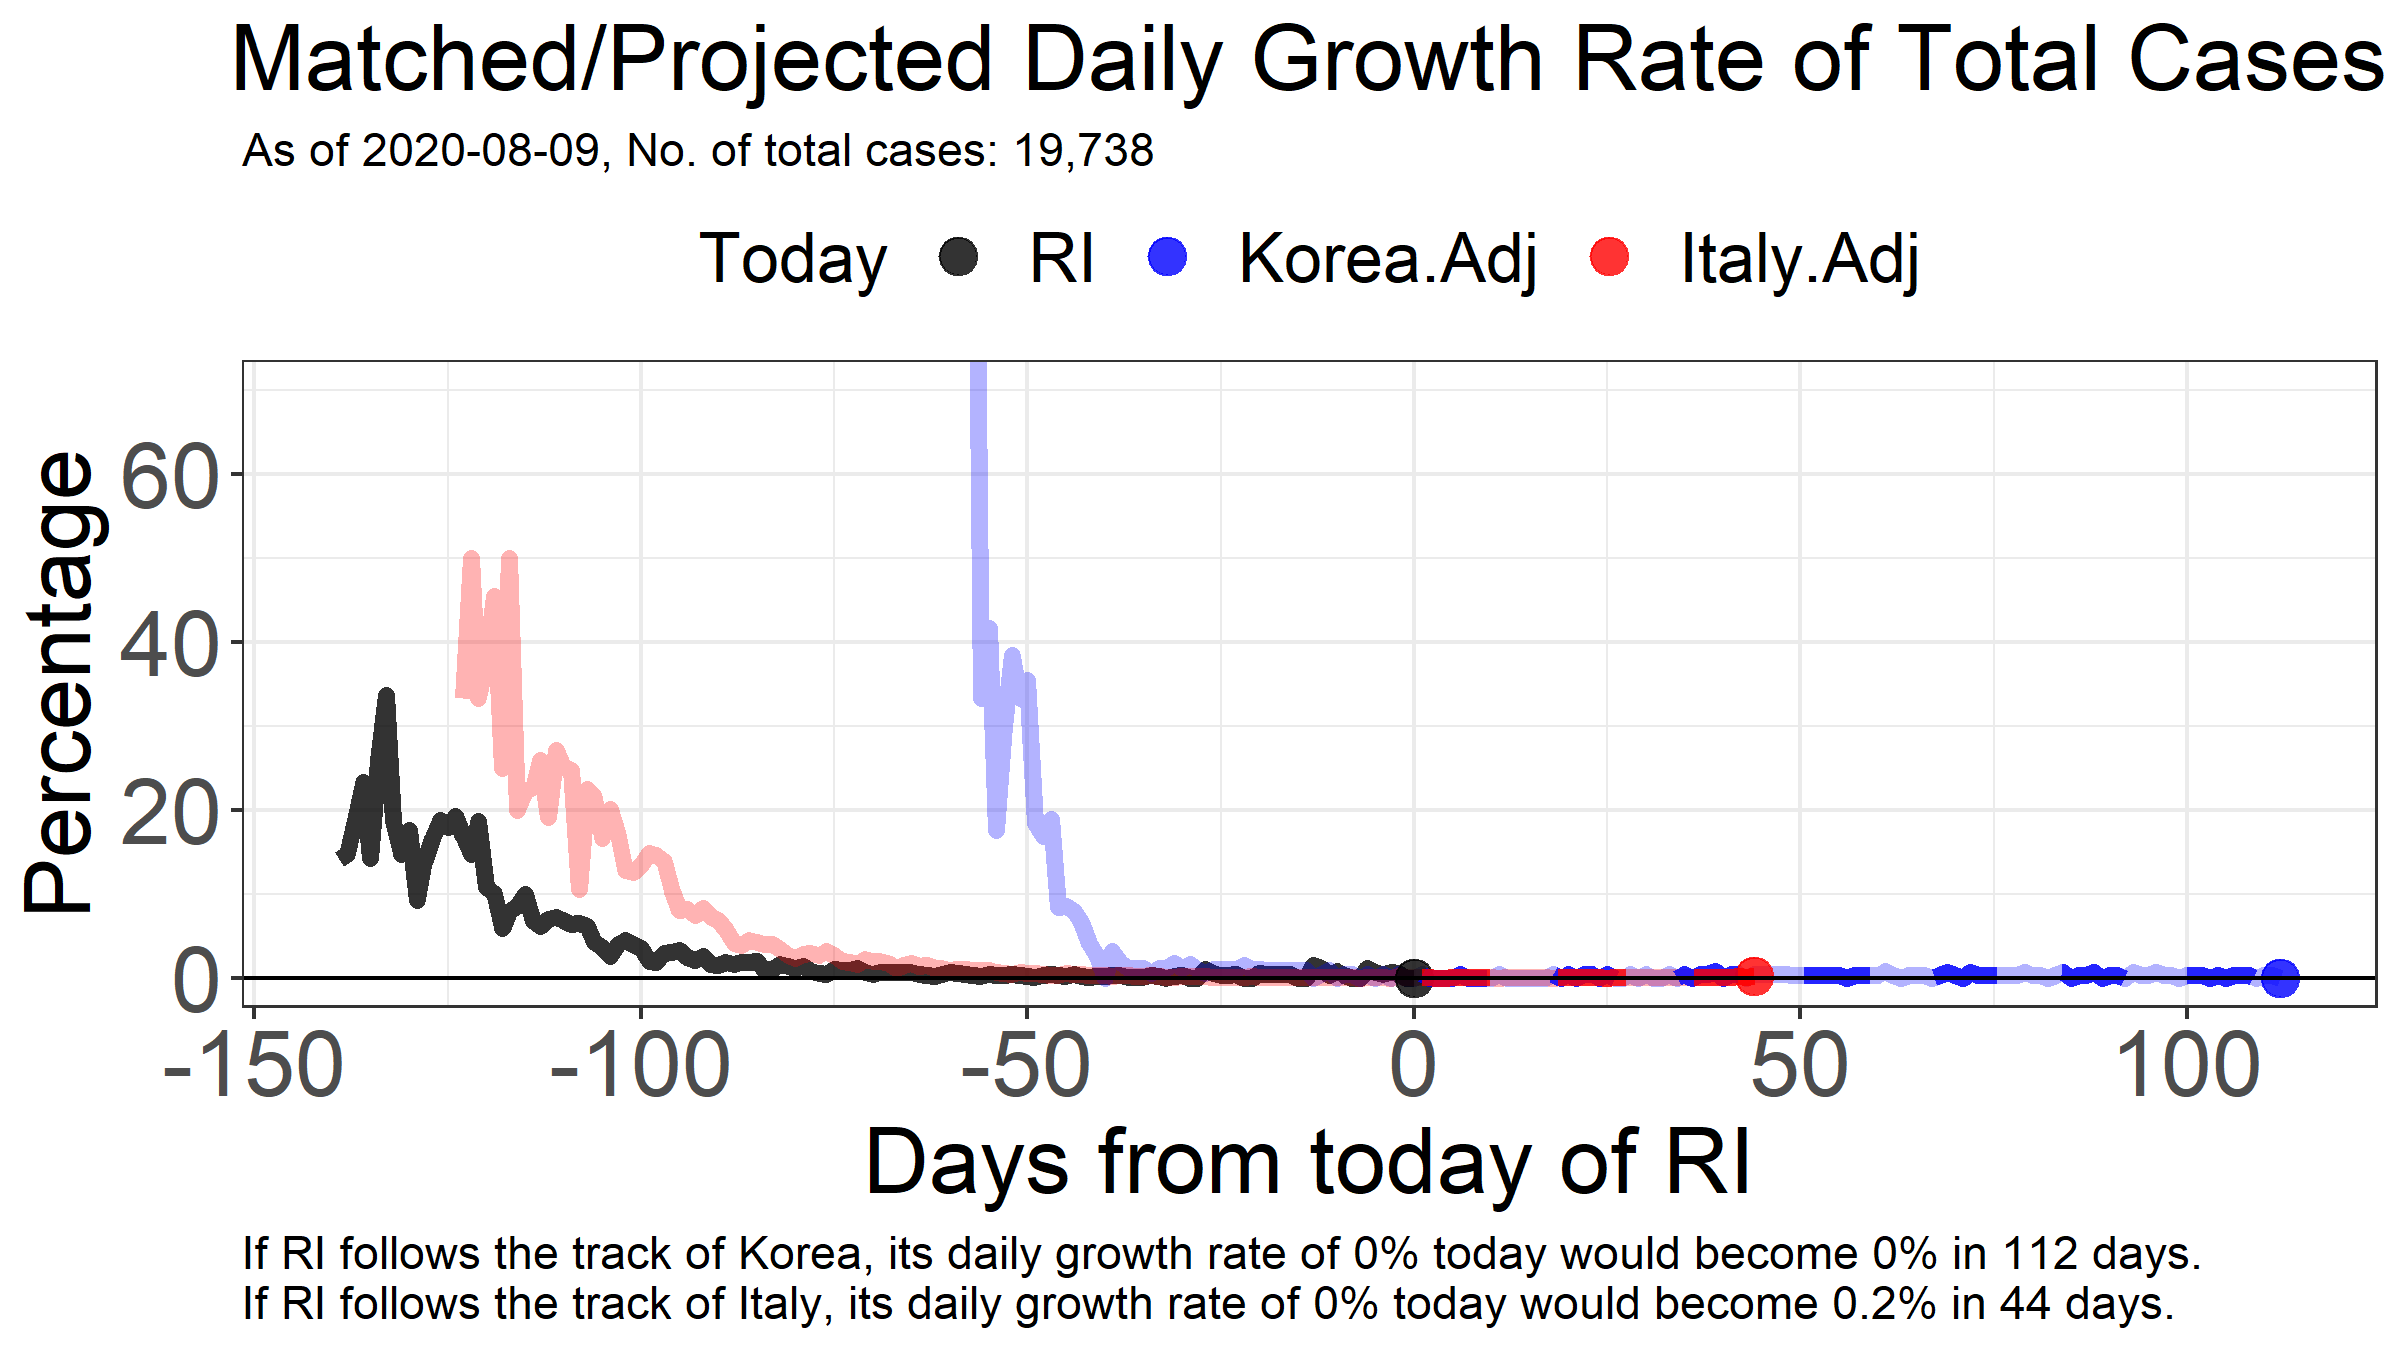 Matched/Projected Daily Growth Rate of Total Cases
As of 2020-08-09, No. of total cases: 19,738
Today RI Korea.Adj Italy.Adj
Percentage
60
40
20
0
-150 -100 -50 0 50 100
Days from today of RI
If RI follows the track of Korea, its daily growth rate of 0% today would become 0% in 112 days.
If RI follows the track of Italy, its daily growth rate of 0% today would become 0.2% in 44 days.